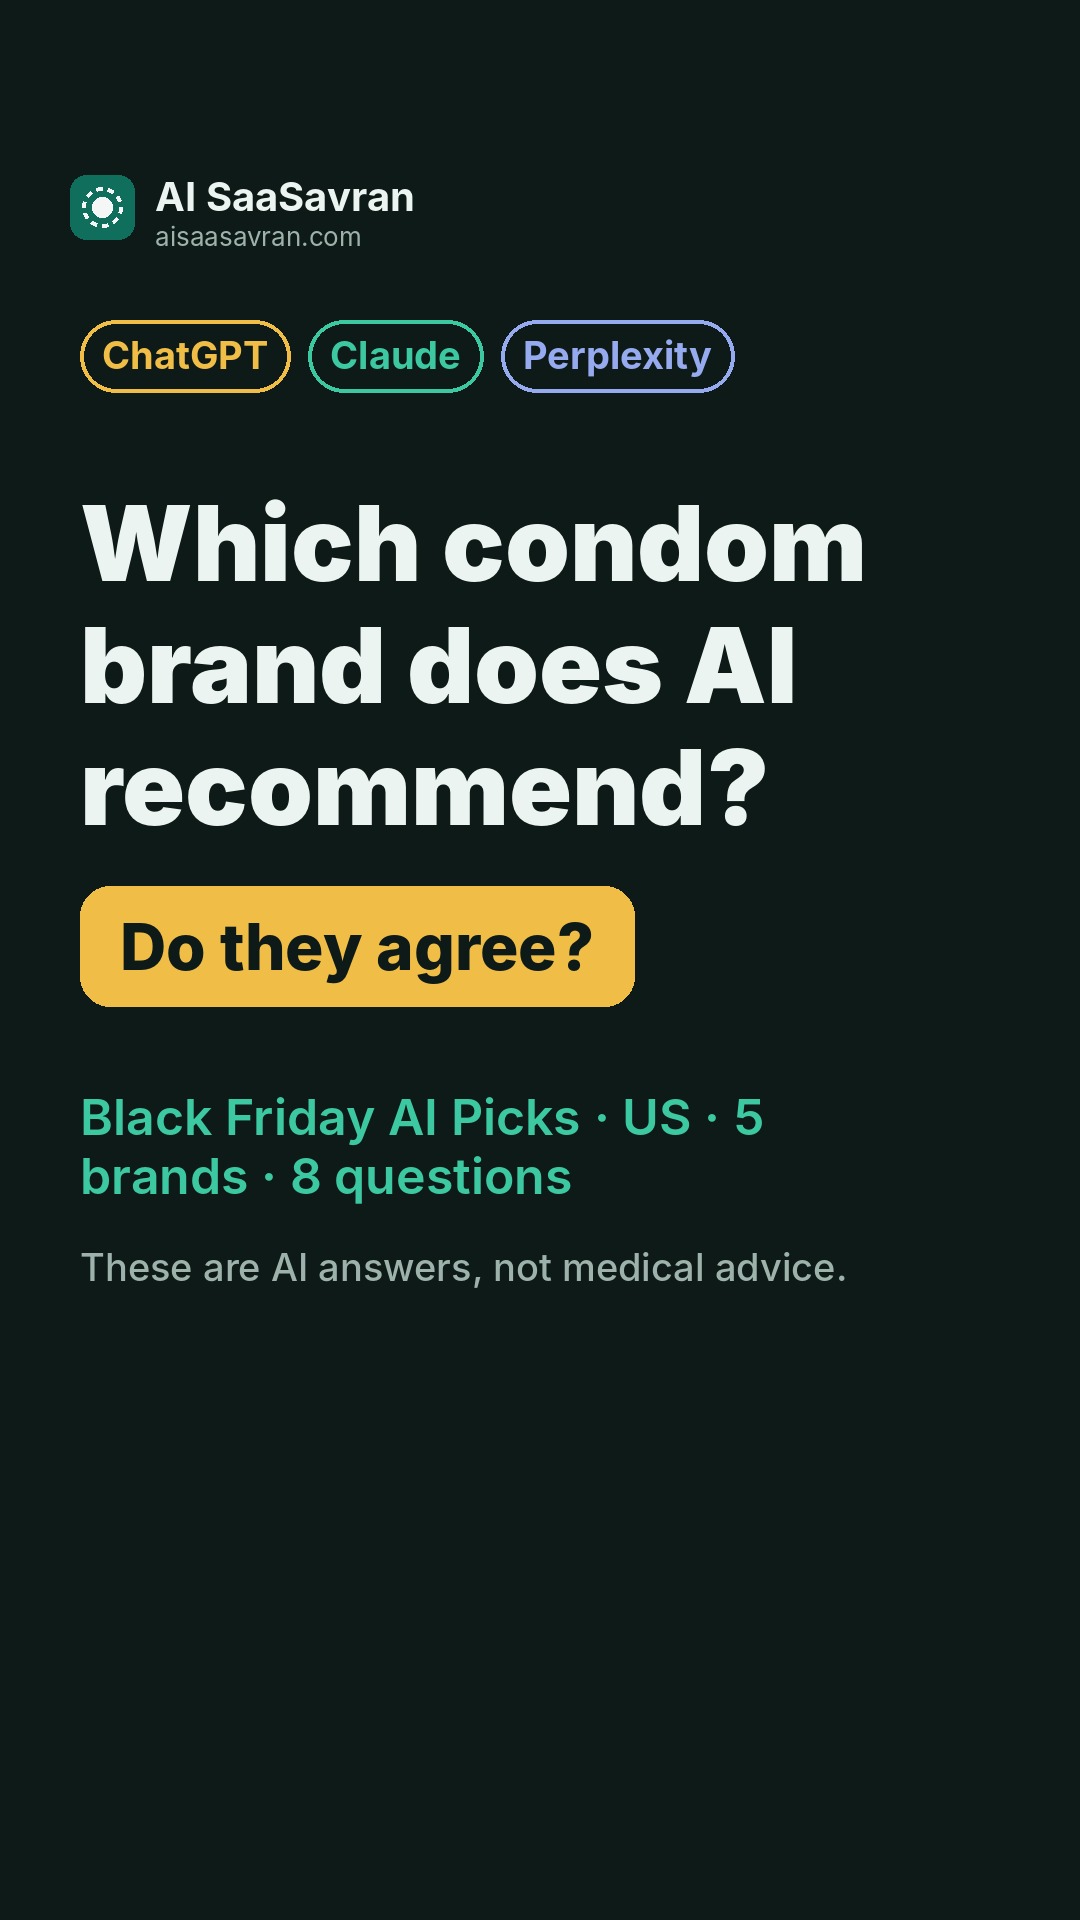 AI SaaSavran
aisaasavran.com
ChatGPT Claude Perplexity
Which condom
brand does AI
recommend?
Do they agree?
Black Friday AI Picks · US · 5
brands · 8 questions
These are AI answers, not medical advice.